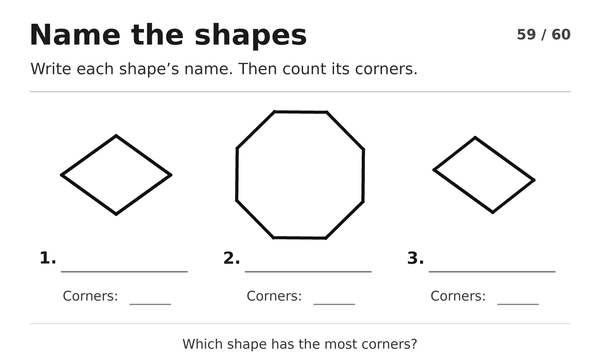 Name the shapes
59 / 60
Write each shape’s name. Then count its corners.
1.
2.
3.
Corners:
Corners:
Corners:
Which shape has the most corners?